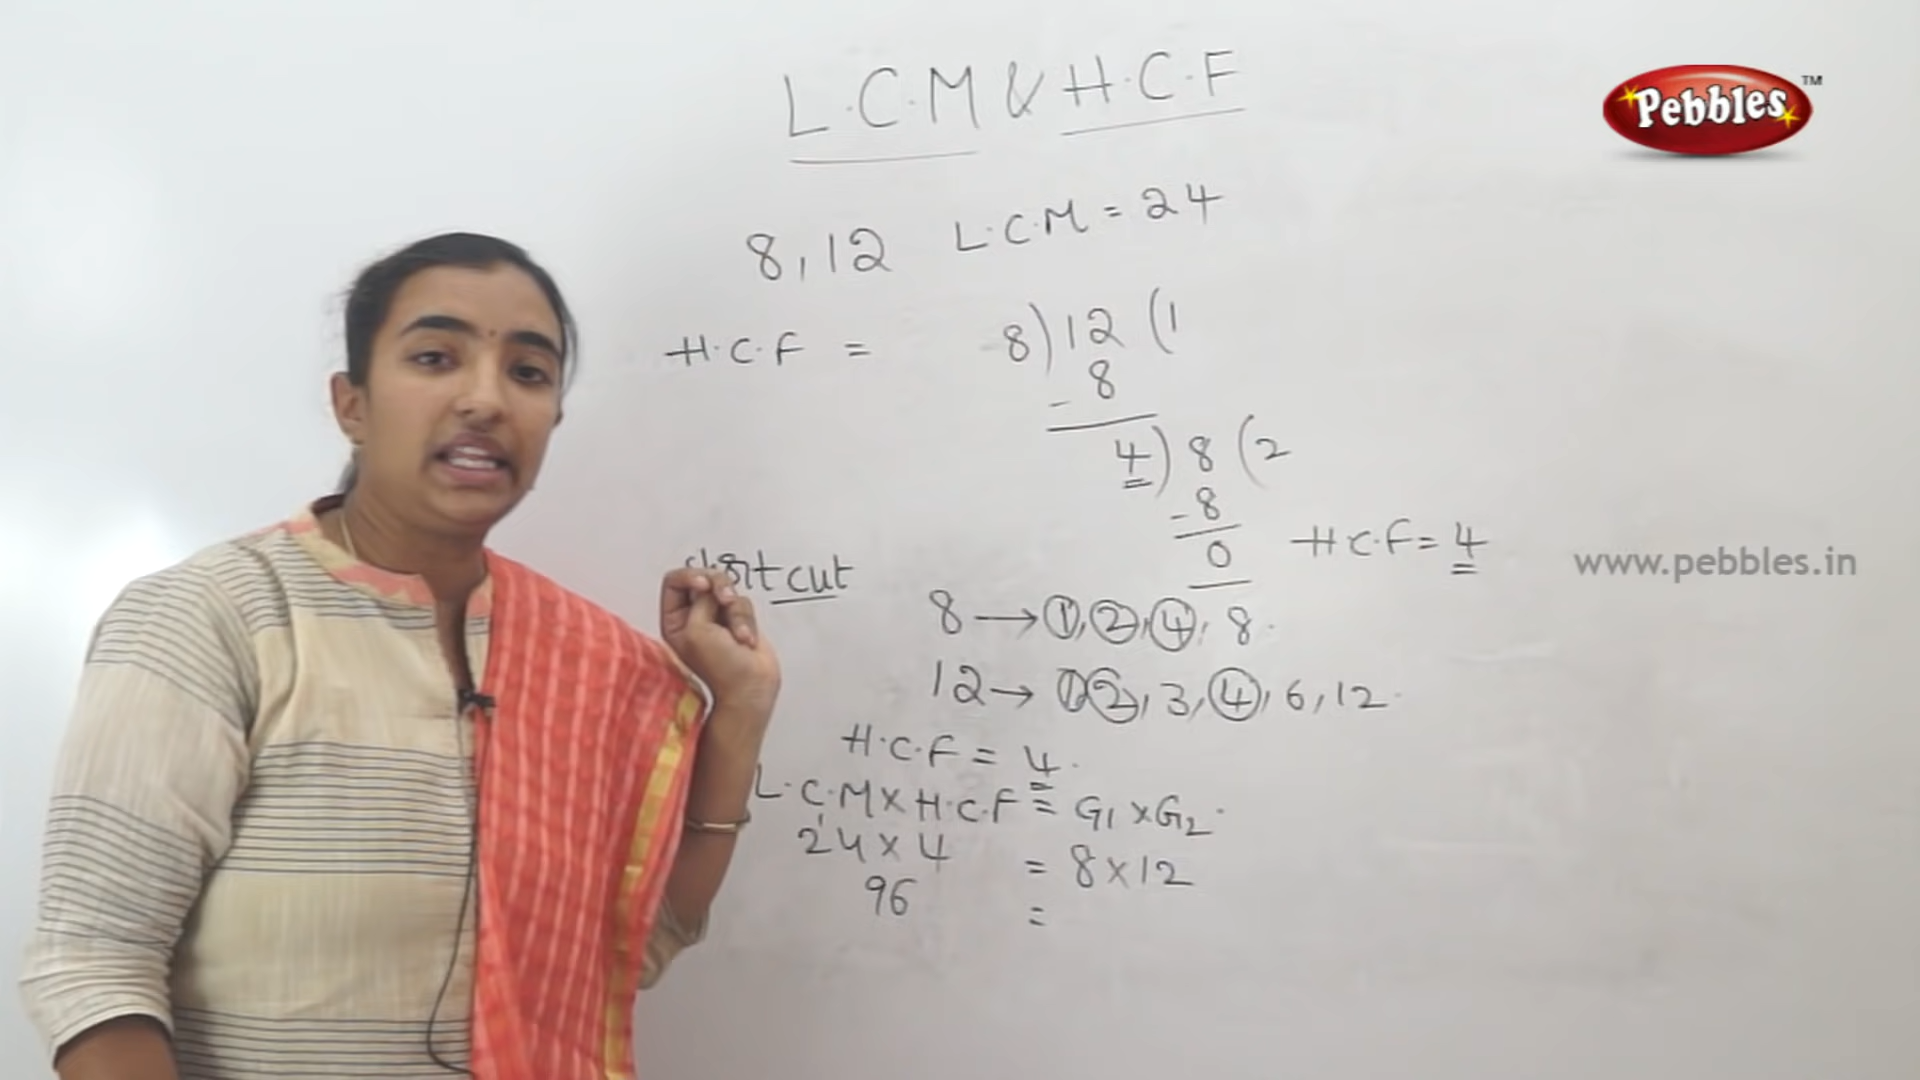 L.C.M & H.C.F
Pebbles TM
8, 12 L.C.M = 24
H.C.F = 8) 12 (1
- 8
4) 8 (2
- 8
0 H.C.F = 4
www.pebbles.in
cut
8 → 1, 2, 4, 8.
12 → 1, 2, 3, 4, 6, 12.
H.C.F = 4.
L.C.M x H.C.F = G1 x G2.
24 x 4 = 8 x 12
96 =